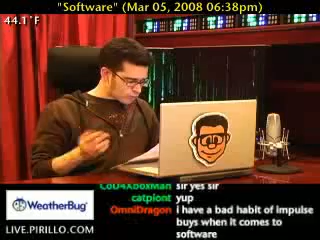 "Software" (Mar 05, 2008 06:38pm)
44.1°F
CoD4XboxMan sir yes sir
catpiont yup
OmniDragon i have a bad habit of impulse
buys when it comes to
software
WeatherBug
LIVE.PIRILLO.COM